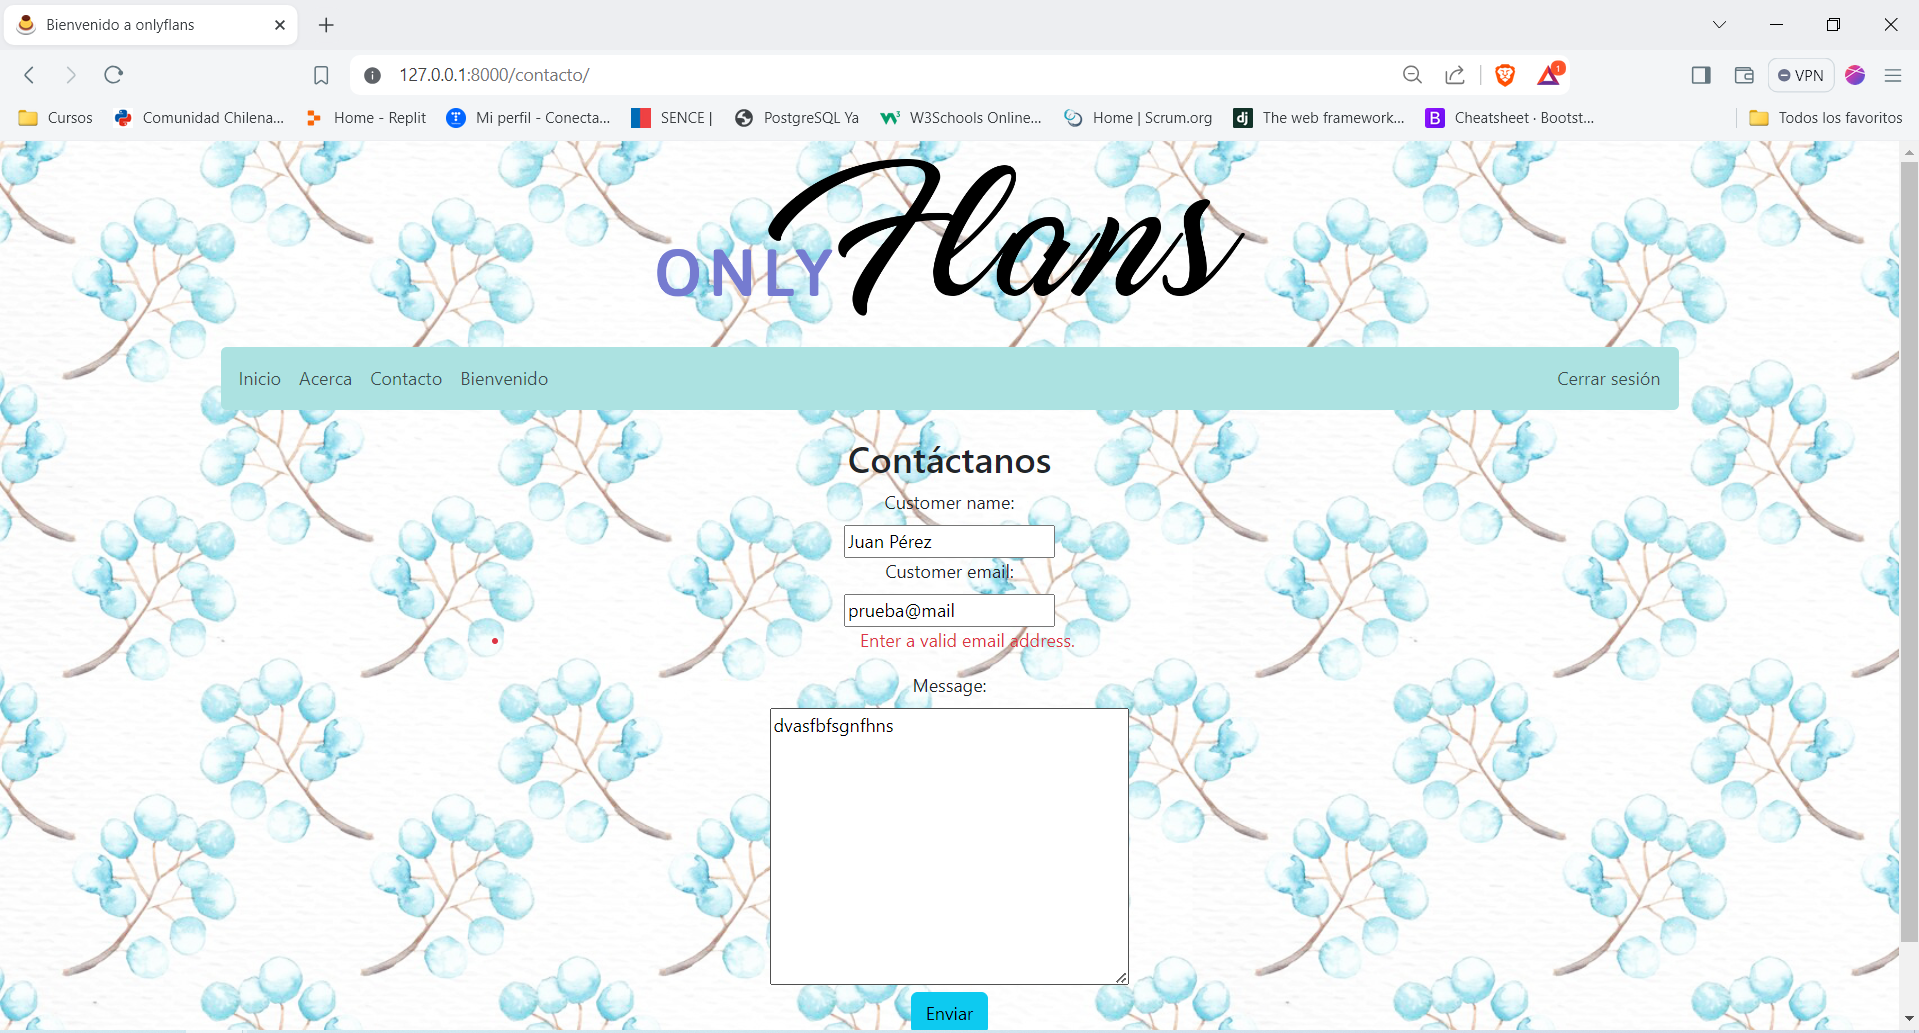 Bienvenido a onlyflans
127.0.0.1:8000/contacto/
1
VPN
Cursos
Comunidad Chilena...
Home - Replit
Mi perfil - Conecta...
SENCE |
PostgreSQL Ya
W3Schools Online...
Home | Scrum.org
dj
The web framework...
B
Cheatsheet · Bootst...
Todos los favoritos
ONLY Flans
Inicio
Acerca
Contacto
Bienvenido
Cerrar sesión
Contáctanos
Customer name:
Juan Pérez
Customer email:
prueba@mail
Enter a valid email address.
Message:
dvasfbfsgnfhns
Enviar